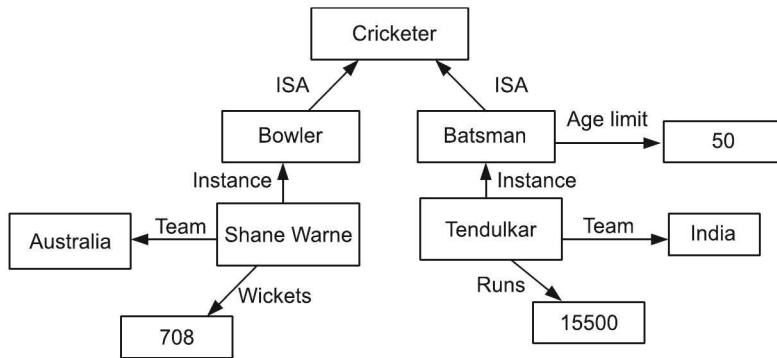 Cricketer
ISA
ISA
Bowler
Batsman
Age limit
50
Instance
Instance
Australia
Team
Shane Warne
Tendulkar
Team
India
Wickets
Runs
708
15500